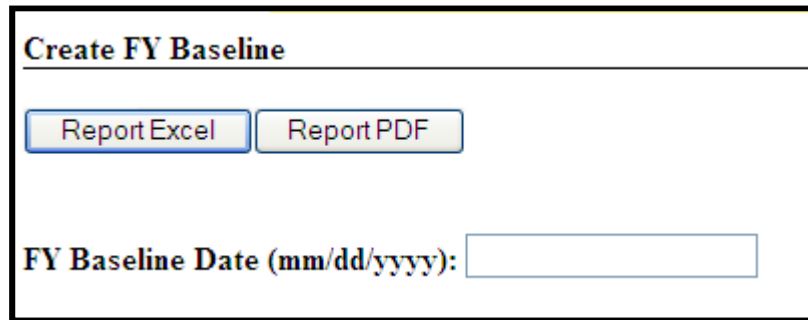 Create FY Baseline
Report Excel Report PDF
FY Baseline Date (mm/dd/yyyy):